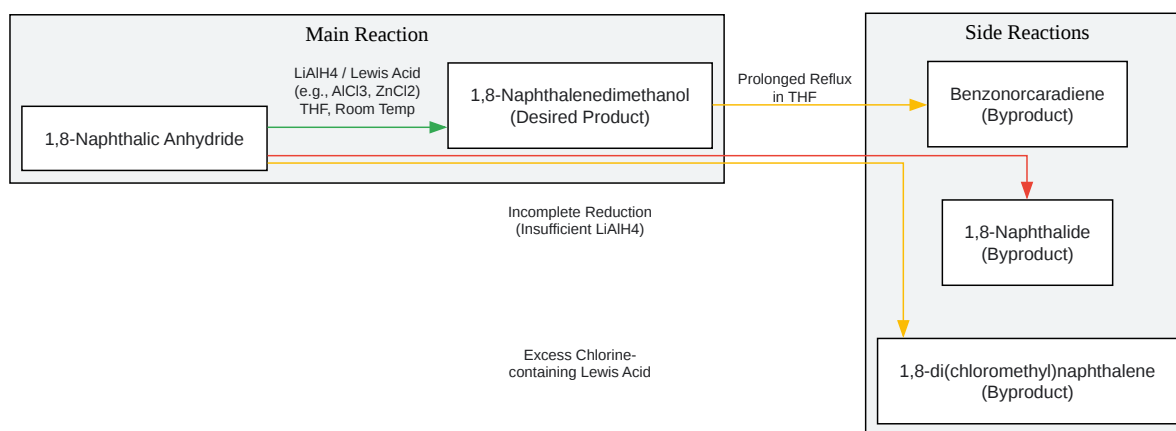 Main Reaction
LiAlH4 / Lewis Acid
(e.g., AlCl3, ZnCl2)
THF, Room Temp
1,8-Naphthalic Anhydride
1,8-Naphthalenedimethanol
(Desired Product)
Prolonged Reflux
in THF
Side Reactions
Benzonorcaradiene
(Byproduct)
Incomplete Reduction
(Insufficient LiAlH4)
1,8-Naphthalide
(Byproduct)
Excess Chlorine-
containing Lewis Acid
1,8-di(chloromethyl)naphthalene
(Byproduct)